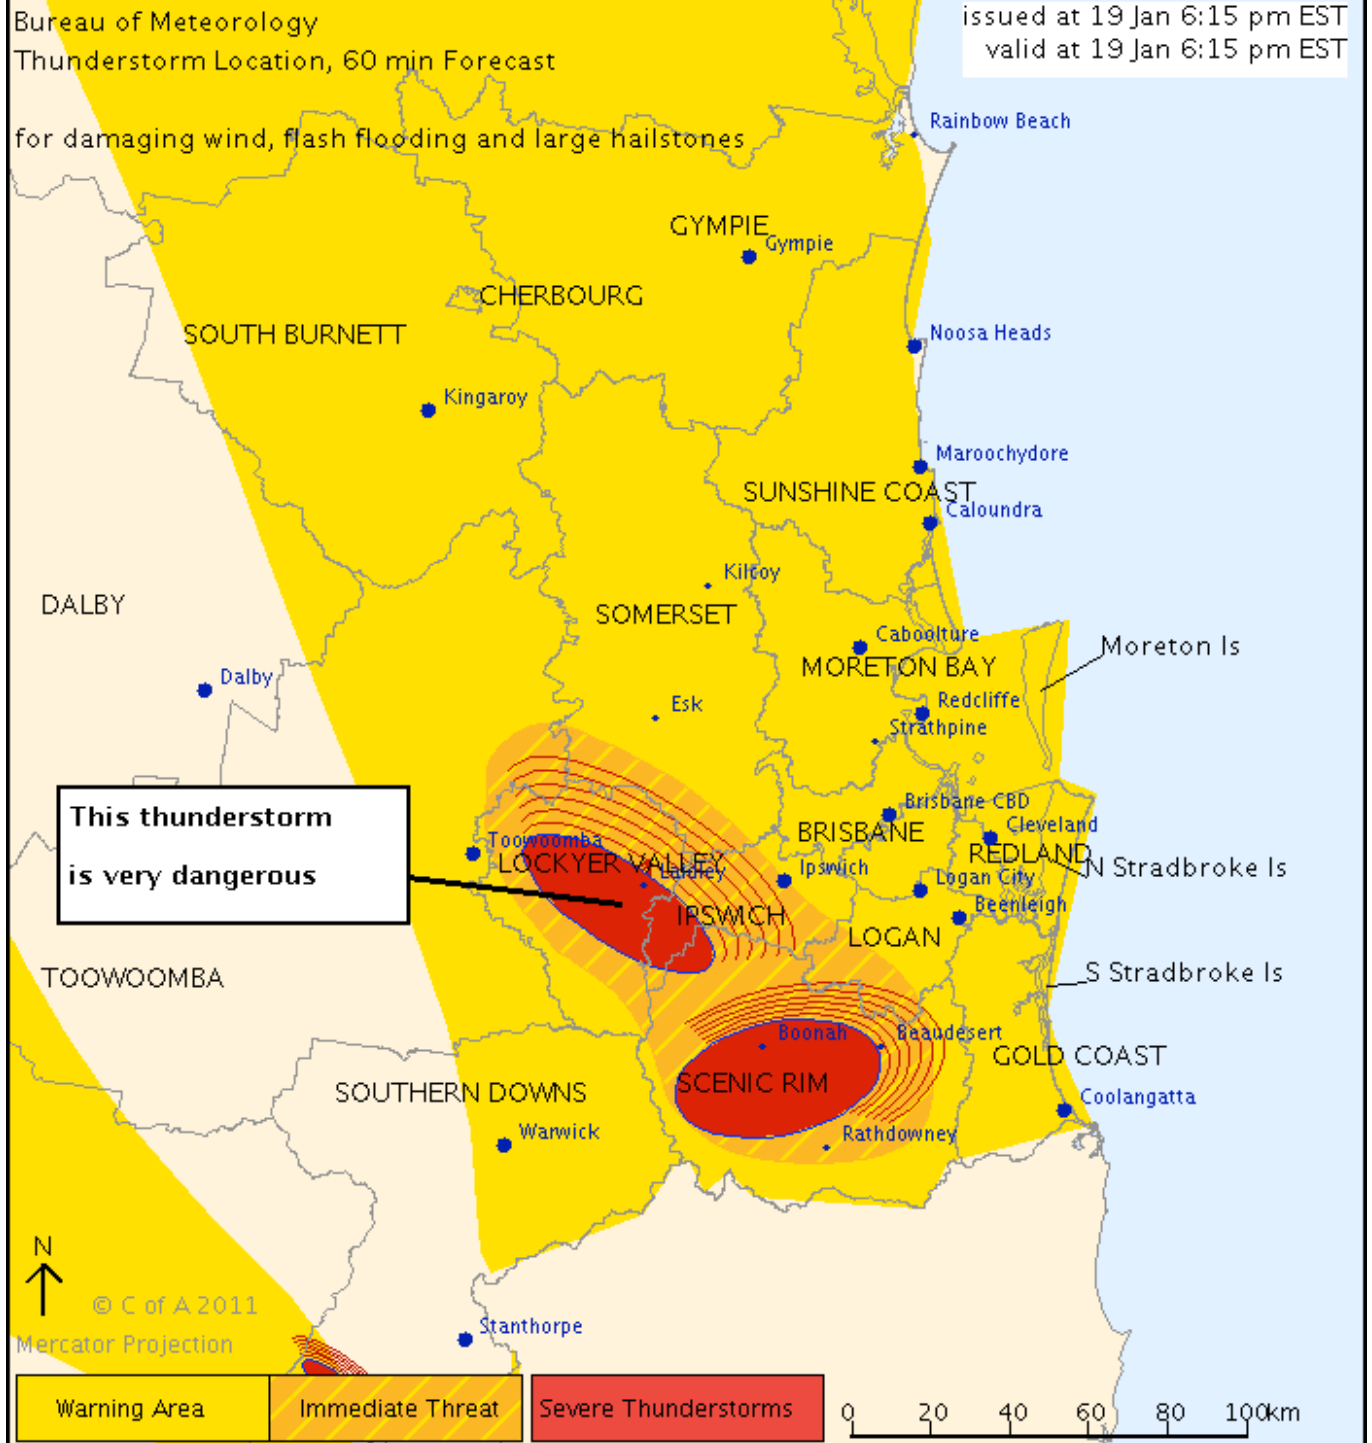 Bureau of Meteorology
Thunderstorm Location, 60 min Forecast
for damaging wind, flash flooding and large hailstones
issued at 19 Jan 6:15 pm EST
valid at 19 Jan 6:15 pm EST
Rainbow Beach
GYMPIE
Gympie
CHERBOURG
SOUTH BURNETT
Noosa Heads
Kingaroy
Maroochydore
SUNSHINE COAST
Caloundra
Kilcoy
DALBY
SOMERSET
Caboolture
Moreton Is
MORETON BAY
Dalby
Esk
Redcliffe
Strathpine
This thunderstorm
is very dangerous
Brisbane CBD
Cleveland
BRISBANE
Toowoomba
REDLAND
LOCKYER VALLEY
Laidley
Ipswich
N Stradbroke Is
Logan City
Beenleigh
IPSWICH
LOGAN
TOOWOOMBA
S Stradbroke Is
Boonah
Beaudesert
GOLD COAST
SCENIC RIM
SOUTHERN DOWNS
Coolangatta
Warwick
Rathdowney
N
© C of A 2011
Mercator Projection
Stanthorpe
Warning Area
Immediate Threat
Severe Thunderstorms
0 20 40 60 80 100km